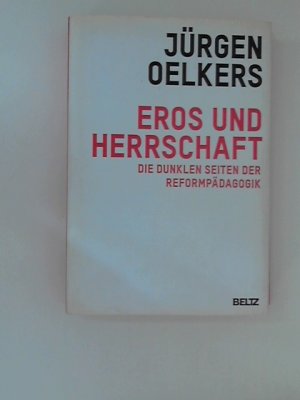 JÜRGEN
OELKERS
EROS UND
HERRSCHAFT
DIE DUNKLEN SEITEN DER
REFORMPÄDAGOGIK
BELTZ